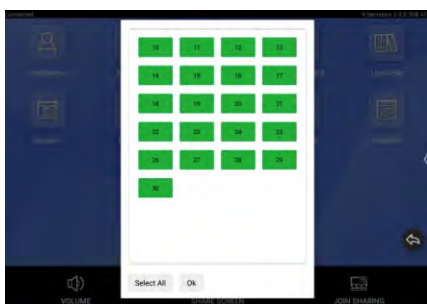 Connected
10 11 12 13
14 15 16 17
18 19 20 21
22 23 24 25
26 27 28 29
30
Select All Ok
VOLUME SHARE SCREEN JOIN SHARING